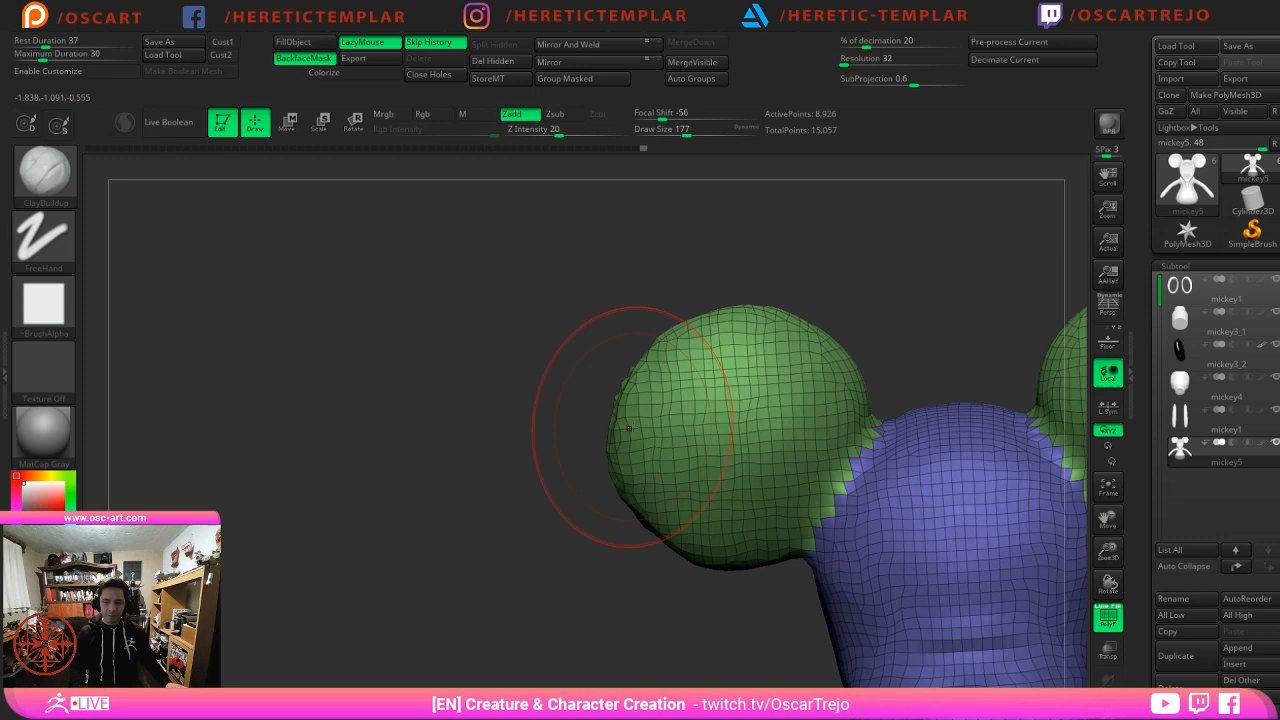 /OSCART /HERETICTEMPLAR /HERETICTEMPLAR /HERETIC-TEMPLAR /OSCARTREJO
Rest Duration 37 Save As Cust1 FillObject LazyMouse Skip History Split Hidden Mirror And Weld MergeDown % of decimation 20 Pre-process Current Load Tool Save As
Maximum Duration 30 Load Tool Cust2 BackfaceMask Export Delete Del Hidden Mirror MergeVisible Resolution 32 Decimate Current Copy Tool Paste Tool
Enable Customize Make Boolean Mesh Colorize Close Holes StoreMT Group Masked Auto Groups SubProjection 0.6 Import Export
Clone Make PolyMesh3D
-1.838,-1.091,-0.555
GoZ All Visible R
Live Boolean Edit Draw Move Scale Rotate Mrgb Rgb M Zadd Zsub Zcut Focal Shift -56 ActivePoints: 8,926
Rgb Intensity Z Intensity 20 Draw Size 177 Dynamic TotalPoints: 15,057
BPR
Lightbox▶Tools
mickey5. 48 R
SPix 3
6 6
Scroll
mickey5
ClayBuildup
mickey5 Cylinder3D
Zoom
PolyMesh3D SimpleBrush
Actual
FreeHand
Subtool
AAHalf
mickey1
Dynamic
Persp
mickey3_1
~BrushAlpha
Floor
mickey3_2
Local
Texture Off
mickey4
L.Sym
mickey1
XYZ
MatCap Gray
mickey5
Frame
www.osc-art.com
Move
List All
Zoom3D
Auto Collapse
Rotate
Rename AutoReorder
Line Fill
PolyF
All Low All High
Copy Paste
Transp
Duplicate Append
Insert
Del Other
LIVE
[EN] Creature & Character Creation - twitch.tv/OscarTrejo